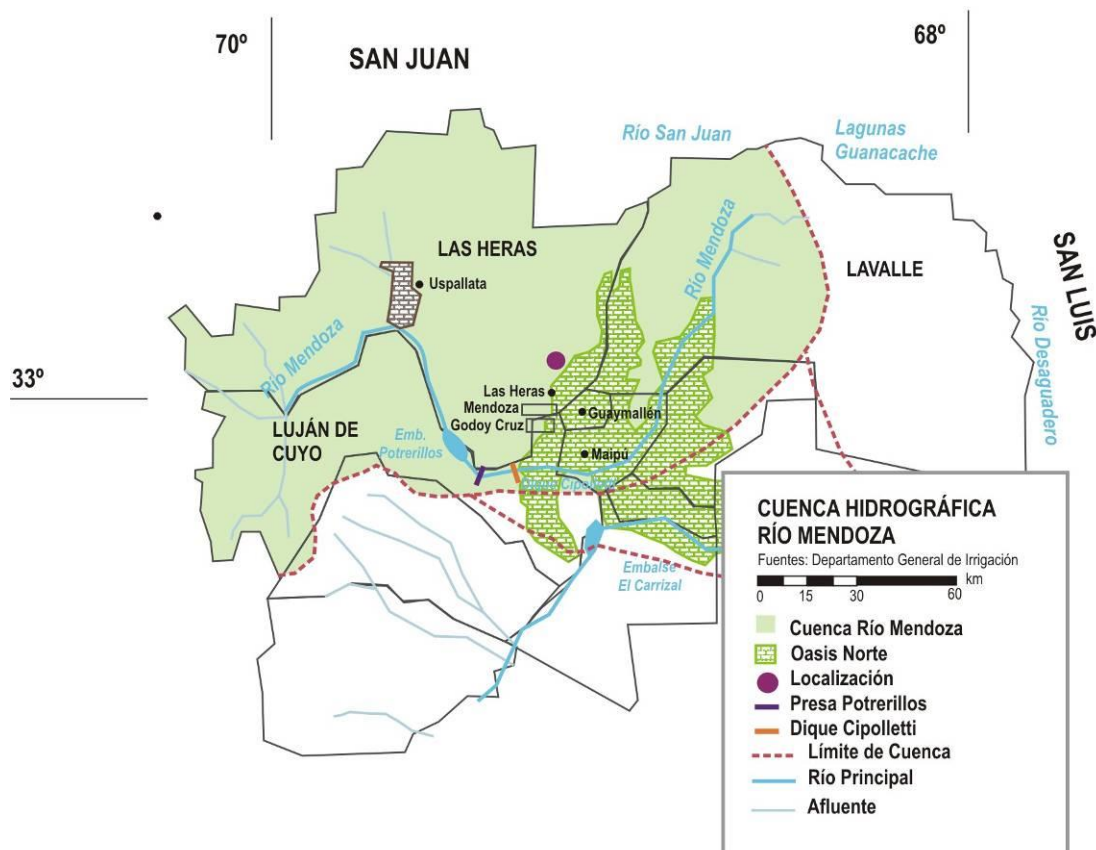 70º
68º
SAN JUAN
Río San Juan
Lagunas
Guanacache
Río Mendoza
LAS HERAS
LAVALLE
SAN LUIS
Uspallata
Río Desaguadero
Río Mendoza
33º
Las Heras
Mendoza
Guaymallén
Godoy Cruz
LUJÁN DE
CUYO
Emb.
Potrerillos
Maipú
Dique Cipolletti
Embalse
El Carrizal
CUENCA HIDROGRÁFICA
RÍO MENDOZA
Fuentes: Departamento General de Irrigación
km
0 15 30 60
Cuenca Río Mendoza
Oasis Norte
Localización
Presa Potrerillos
Dique Cipolletti
Límite de Cuenca
Río Principal
Afluente